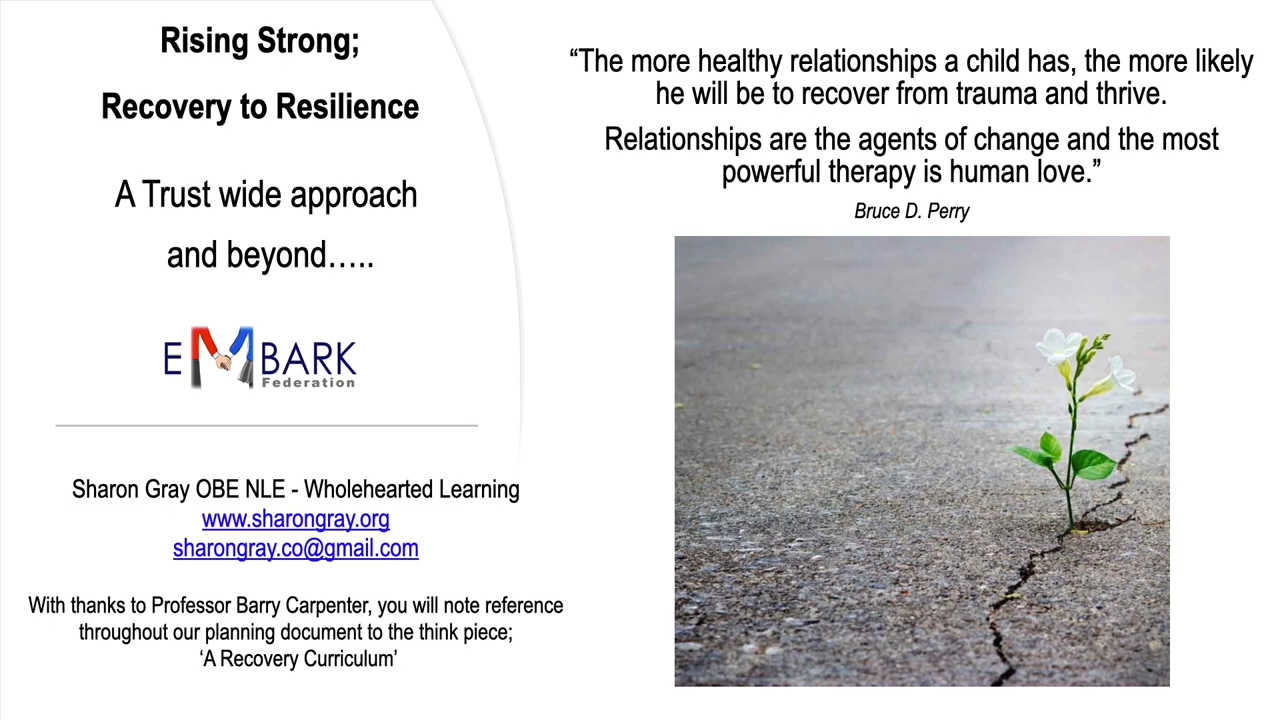 Rising Strong;
Recovery to Resilience
A Trust wide approach
and beyond…..
EMBARK
Federation
Sharon Gray OBE NLE - Wholehearted Learning
www.sharongray.org
sharongray.co@gmail.com
With thanks to Professor Barry Carpenter, you will note reference
throughout our planning document to the think piece;
‘A Recovery Curriculum’
“The more healthy relationships a child has, the more likely
he will be to recover from trauma and thrive.
Relationships are the agents of change and the most
powerful therapy is human love.”
Bruce D. Perry